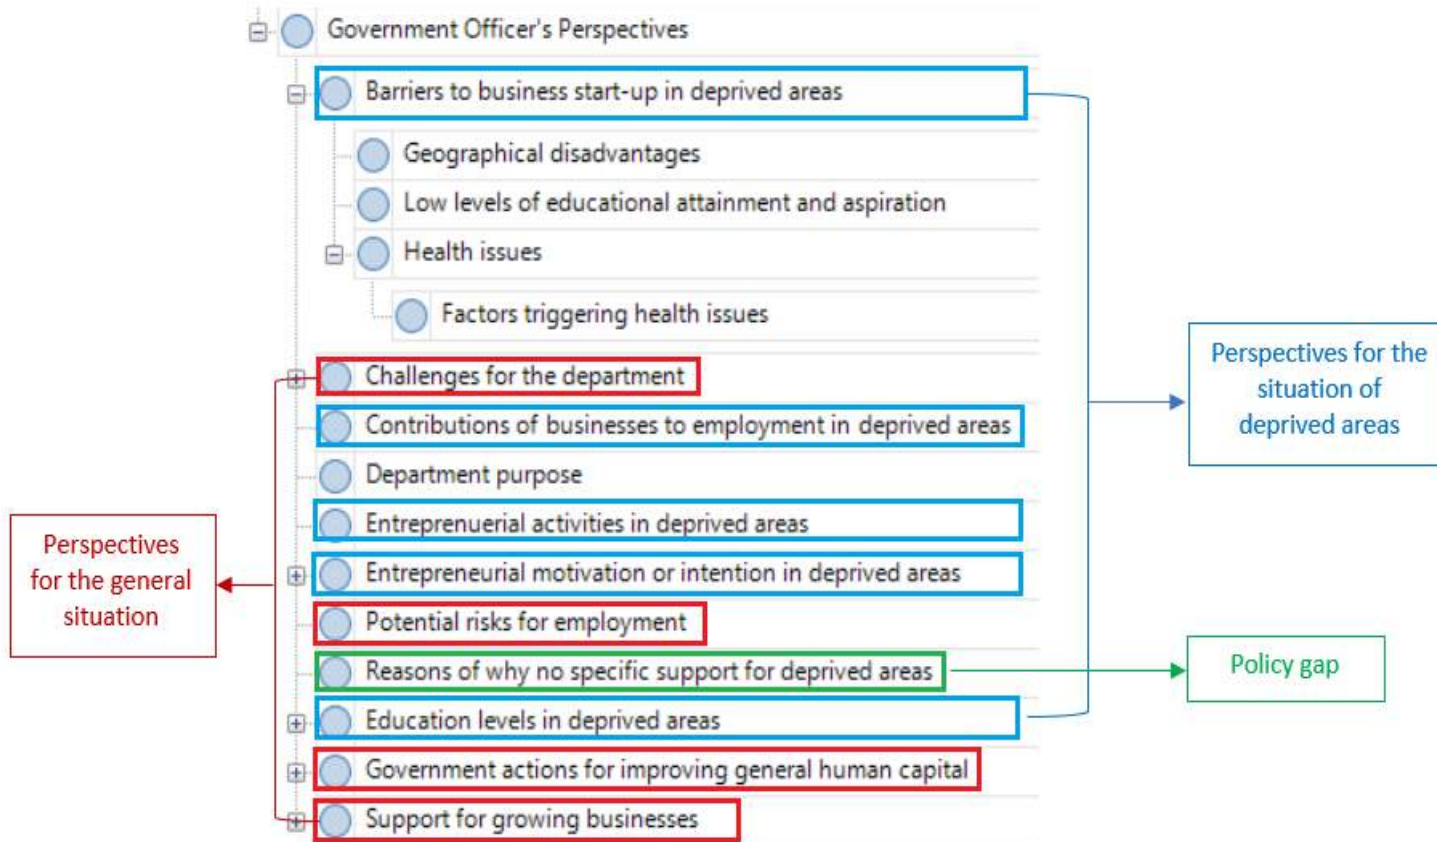 Government Officer's Perspectives
Barriers to business start-up in deprived areas
Geographical disadvantages
Low levels of educational attainment and aspiration
Health issues
Factors triggering health issues
Challenges for the department
Contributions of businesses to employment in deprived areas
Department purpose
Entreprenuerial activities in deprived areas
Entrepreneurial motivation or intention in deprived areas
Potential risks for employment
Reasons of why no specific support for deprived areas
Education levels in deprived areas
Government actions for improving general human capital
Support for growing businesses
Perspectives
for the general
situation
Perspectives for the
situation of
deprived areas
Policy gap